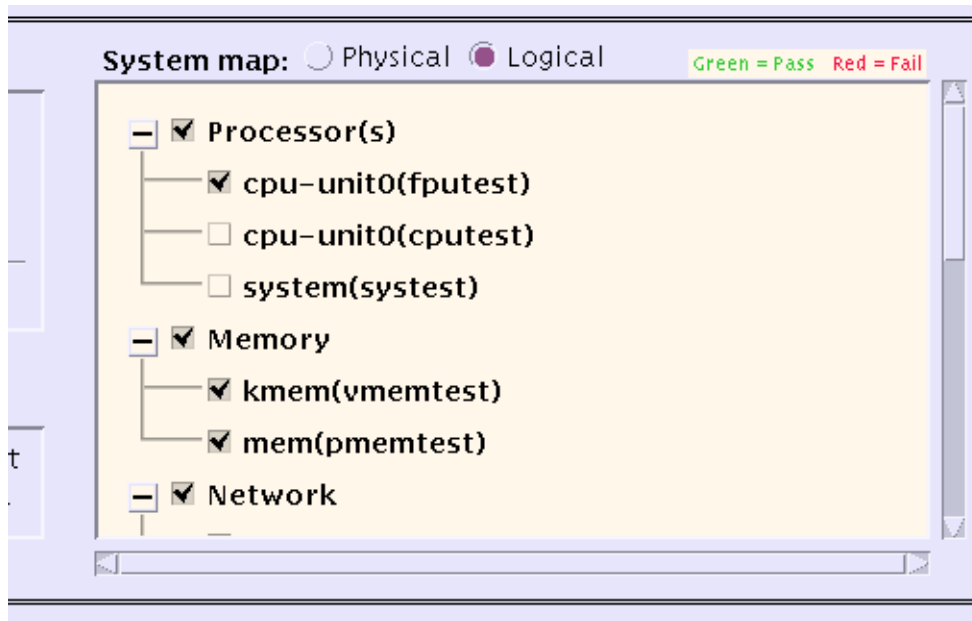 System map: Physical Logical Green = Pass Red = Fail
Processor(s)
cpu-unit0(fputest)
cpu-unit0(cputest)
system(systest)
Memory
kmem(vmemtest)
mem(pmemtest)
Network
t